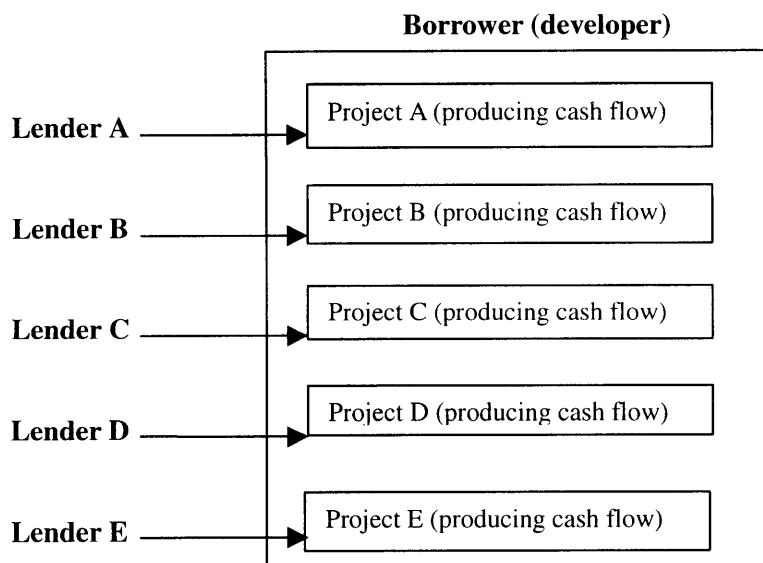 Borrower (developer)
Lender A
Project A (producing cash flow)
Lender B
Project B (producing cash flow)
Lender C
Project C (producing cash flow)
Lender D
Project D (producing cash flow)
Lender E
Project E (producing cash flow)